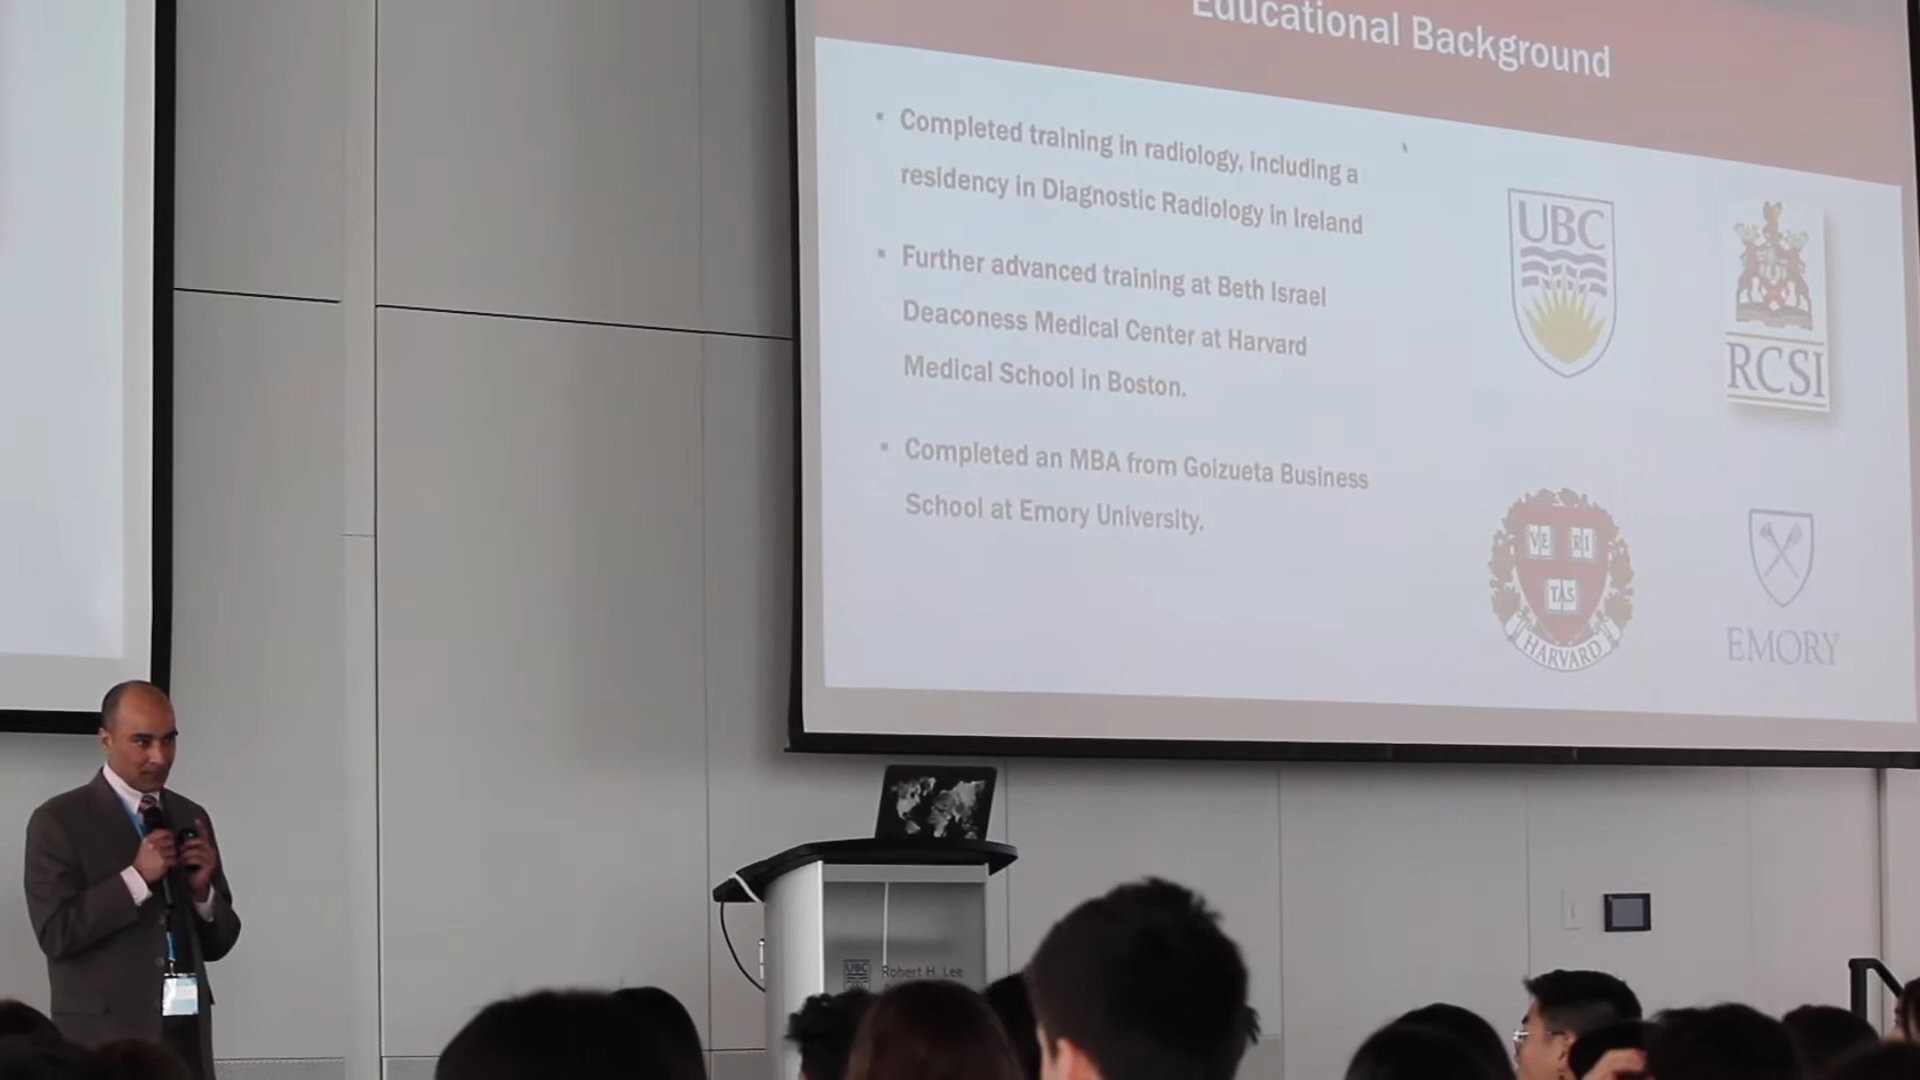 Educational Background
Completed training in radiology, including a
residency in Diagnostic Radiology in Ireland
Further advanced training at Beth Israel
Deaconess Medical Center at Harvard
Medical School in Boston.
Completed an MBA from Goizueta Business
School at Emory University.
UBC
RCSI
VE RI
TAS
HARVARD
EMORY
UBC
Robert H. Lee